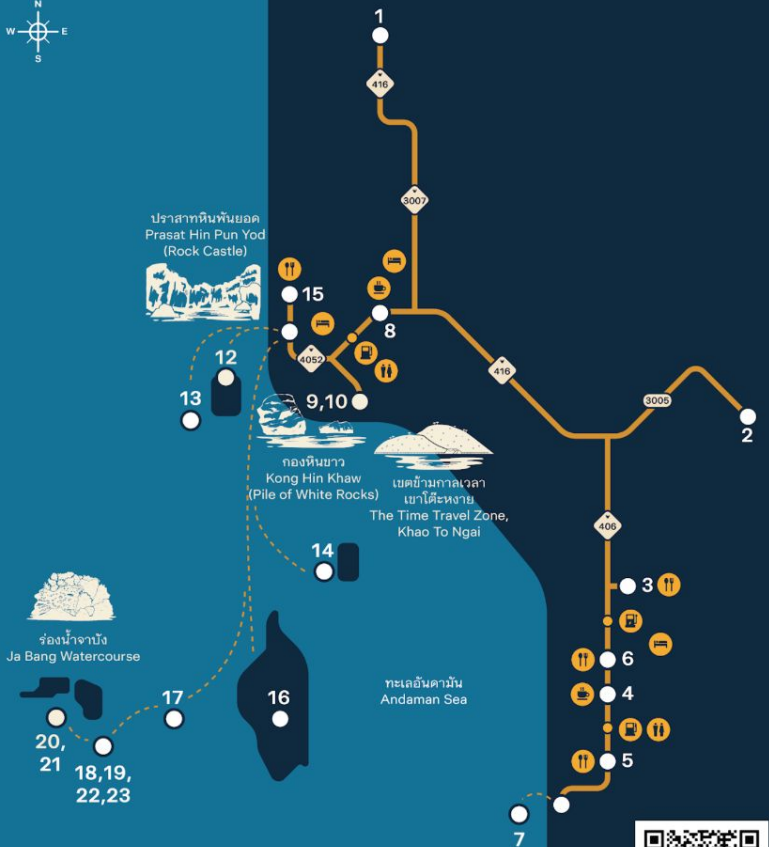 N
W E
S
1
416
3007
ปราสาทหินพันยอด
Prasat Hin Pun Yod
(Rock Castle)
15
8
12
4052
416
13
9,10
3005
2
กองหินขาว
Kong Hin Khaw
(Pile of White Rocks)
เขตข้ามกาลเวลา
เขาโต๊ะหงาย
The Time Travel Zone,
Khao To Ngai
406
14
3
ร่องน้ำจาบัง
Ja Bang Watercourse
6
ทะเลอันดามัน
Andaman Sea
4
17
16
20,
21
18,19,
22,23
5
7